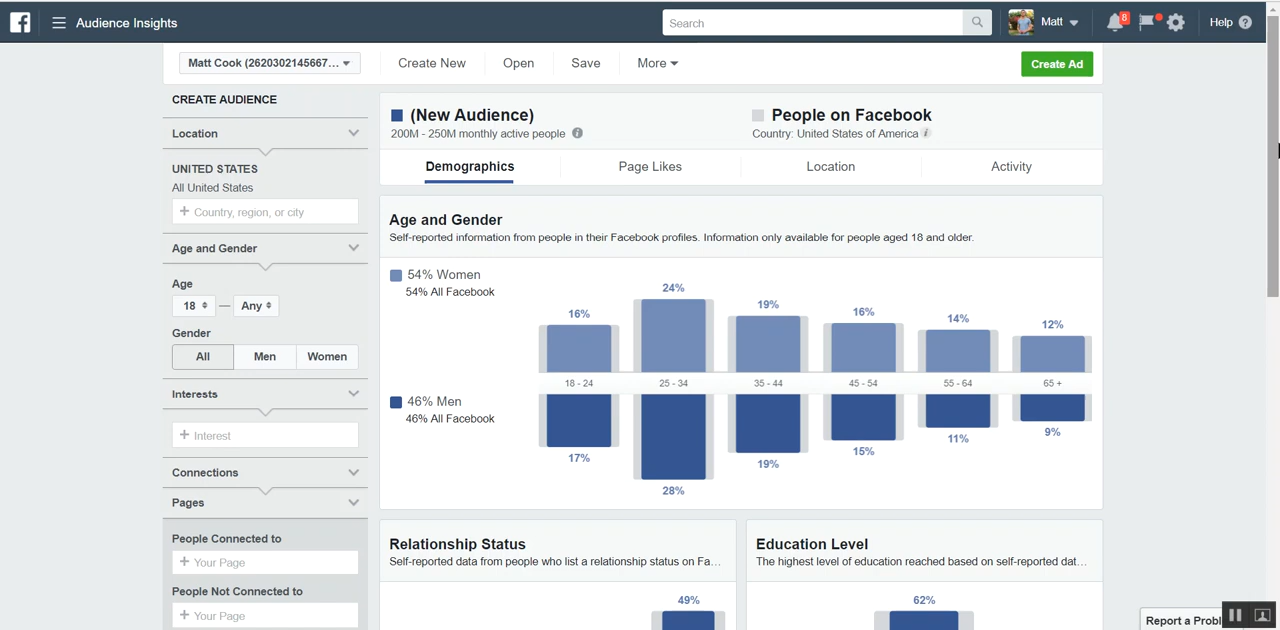 Audience Insights
Search
Matt
8
Help
Matt Cook (2620302145667...
Create New
Open
Save
More
Create Ad
CREATE AUDIENCE
Location
UNITED STATES
All United States
+ Country, region, or city
Age and Gender
Age
18 — Any
Gender
All
Men
Women
Interests
+ Interest
Connections
Pages
People Connected to
+ Your Page
People Not Connected to
+ Your Page
(New Audience)
200M - 250M monthly active people
People on Facebook
Country: United States of America
Demographics
Page Likes
Location
Activity
Age and Gender
Self-reported information from people in their Facebook profiles. Information only available for people aged 18 and older.
54% Women
54% All Facebook
16%
24%
19%
16%
14%
12%
18 - 24
25 - 34
35 - 44
45 - 54
55 - 64
65 +
46% Men
46% All Facebook
17%
28%
19%
15%
11%
9%
Relationship Status
Self-reported data from people who list a relationship status on Fa...
49%
Education Level
The highest level of education reached based on self-reported dat...
62%
Report a Probl